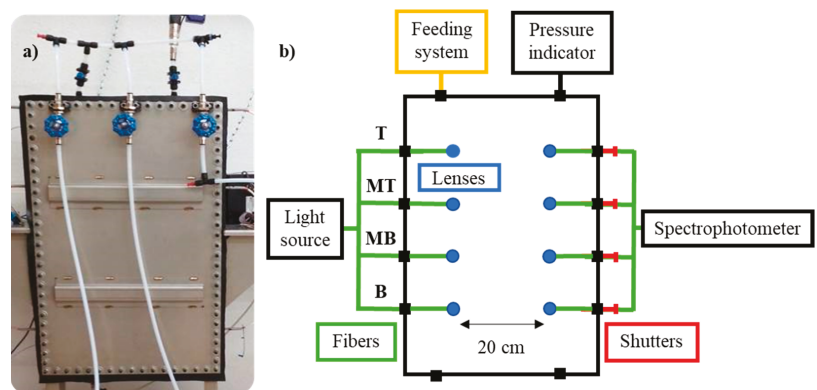 a)
b)
Feeding
system
Pressure
indicator
T
MT
MB
B
Lenses
Light
source
Spectrophotometer
Fibers
20 cm
Shutters